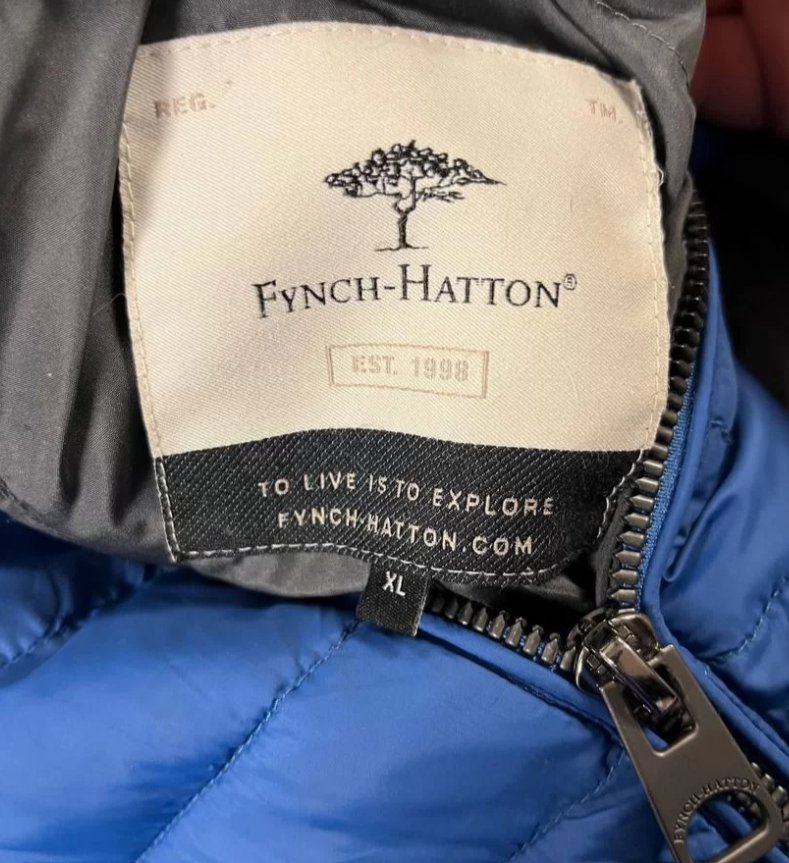 REG.
TM.
FYNCH-HATTON®
EST. 1998
TO LIVE IS TO EXPLORE
FYNCH-HATTON.COM
XL
FYNCH-HATTON